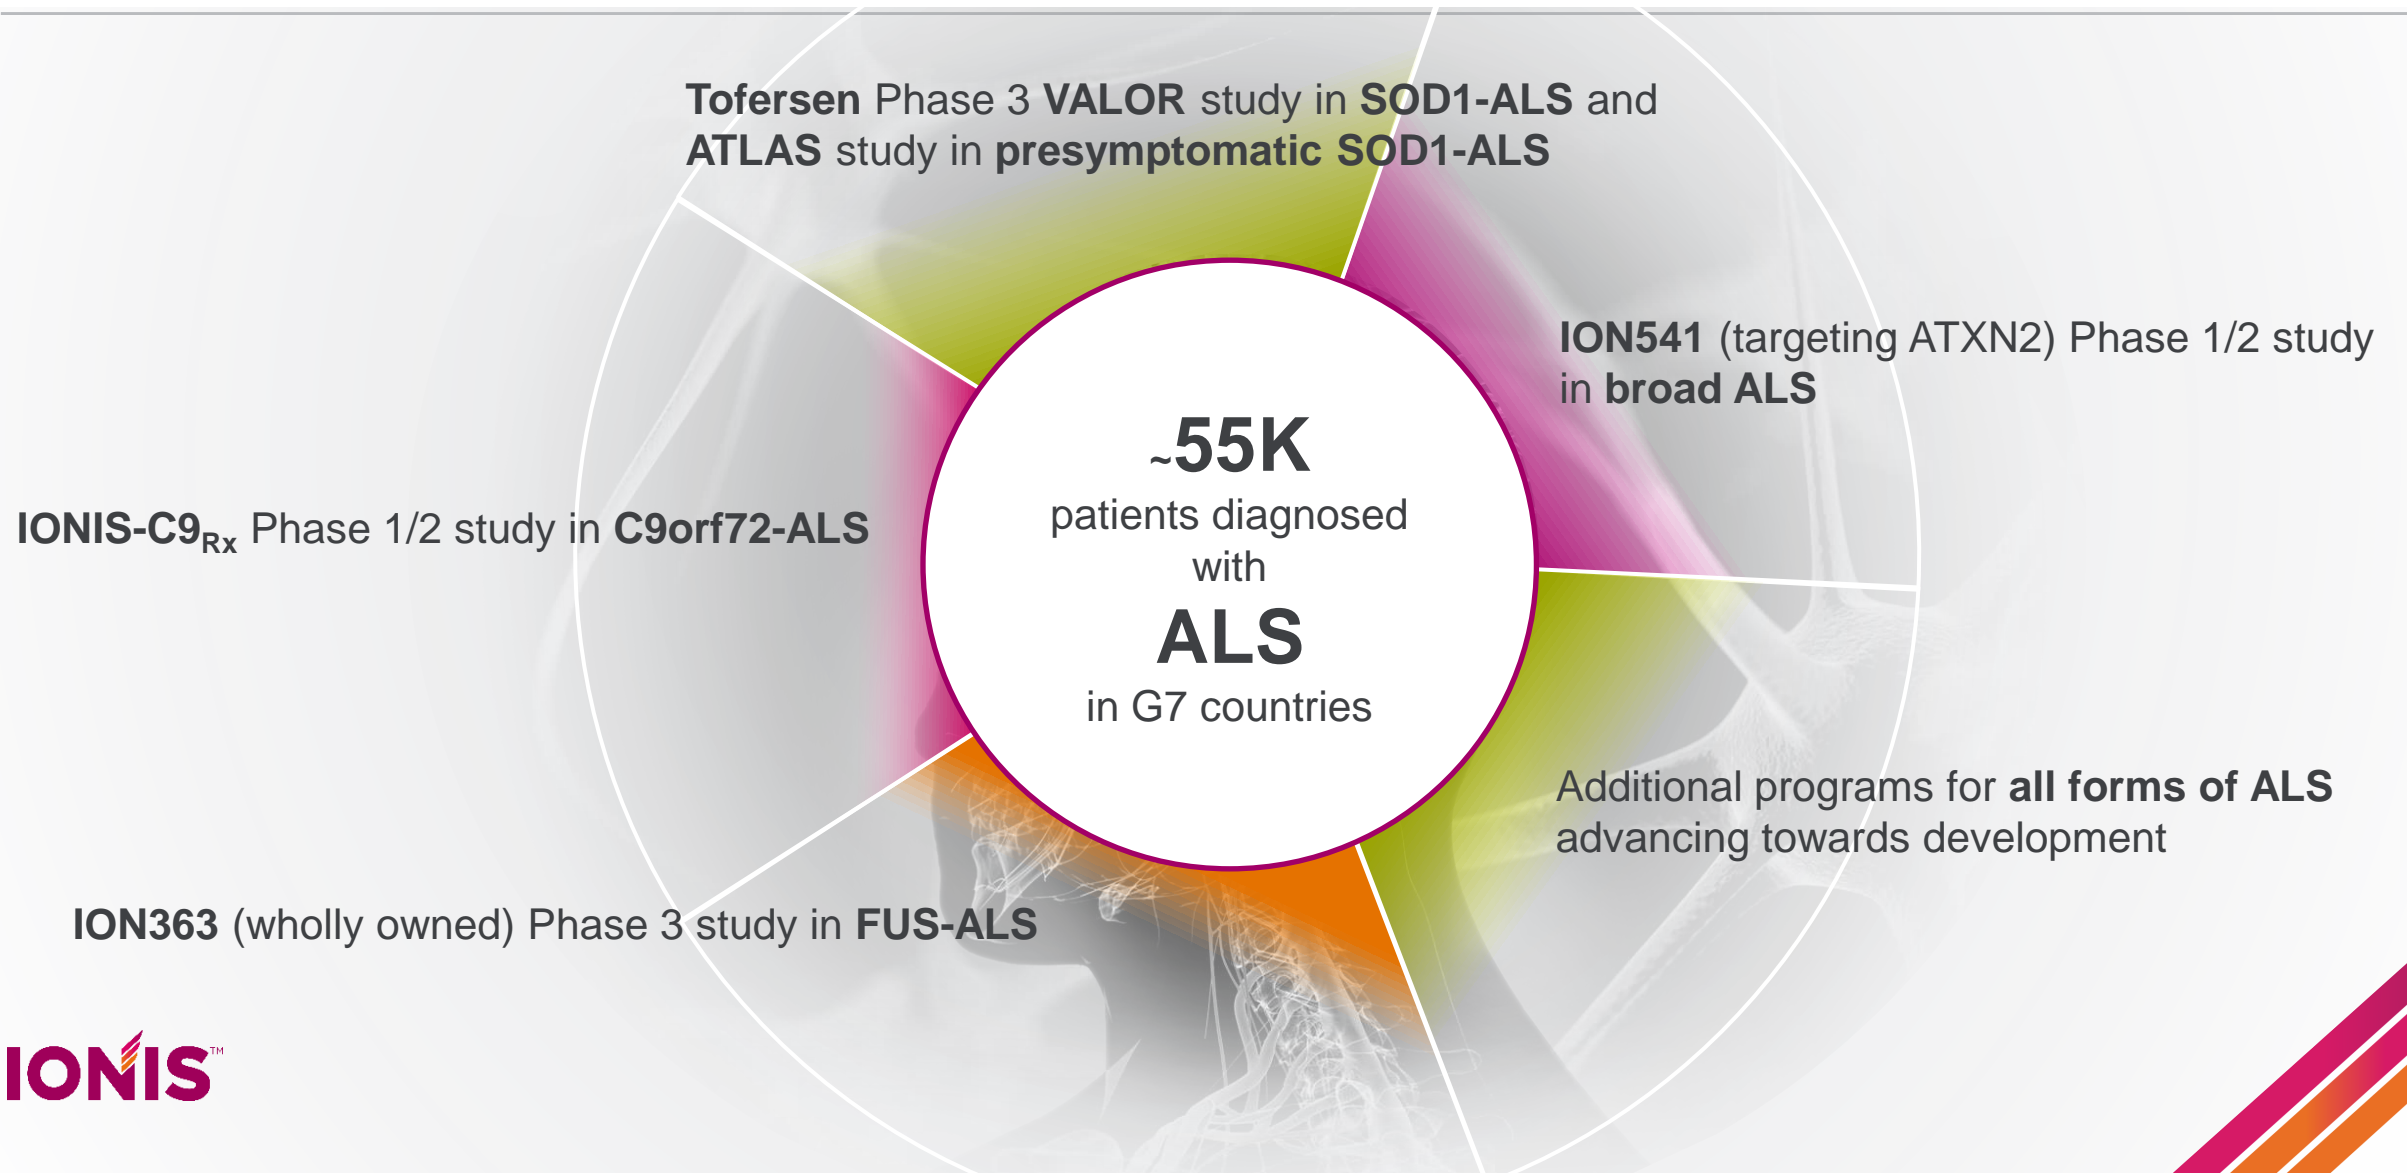 Tofersen Phase 3 VALOR study in SOD1-ALS and
ATLAS study in presymptomatic SOD1-ALS
ION541 (targeting ATXN2) Phase 1/2 study
in broad ALS
~55K
patients diagnosed
with
ALS
in G7 countries
IONIS-C9Rx Phase 1/2 study in C9orf72-ALS
Additional programs for all forms of ALS
advancing towards development
ION363 (wholly owned) Phase 3 study in FUS-ALS
IONIS™